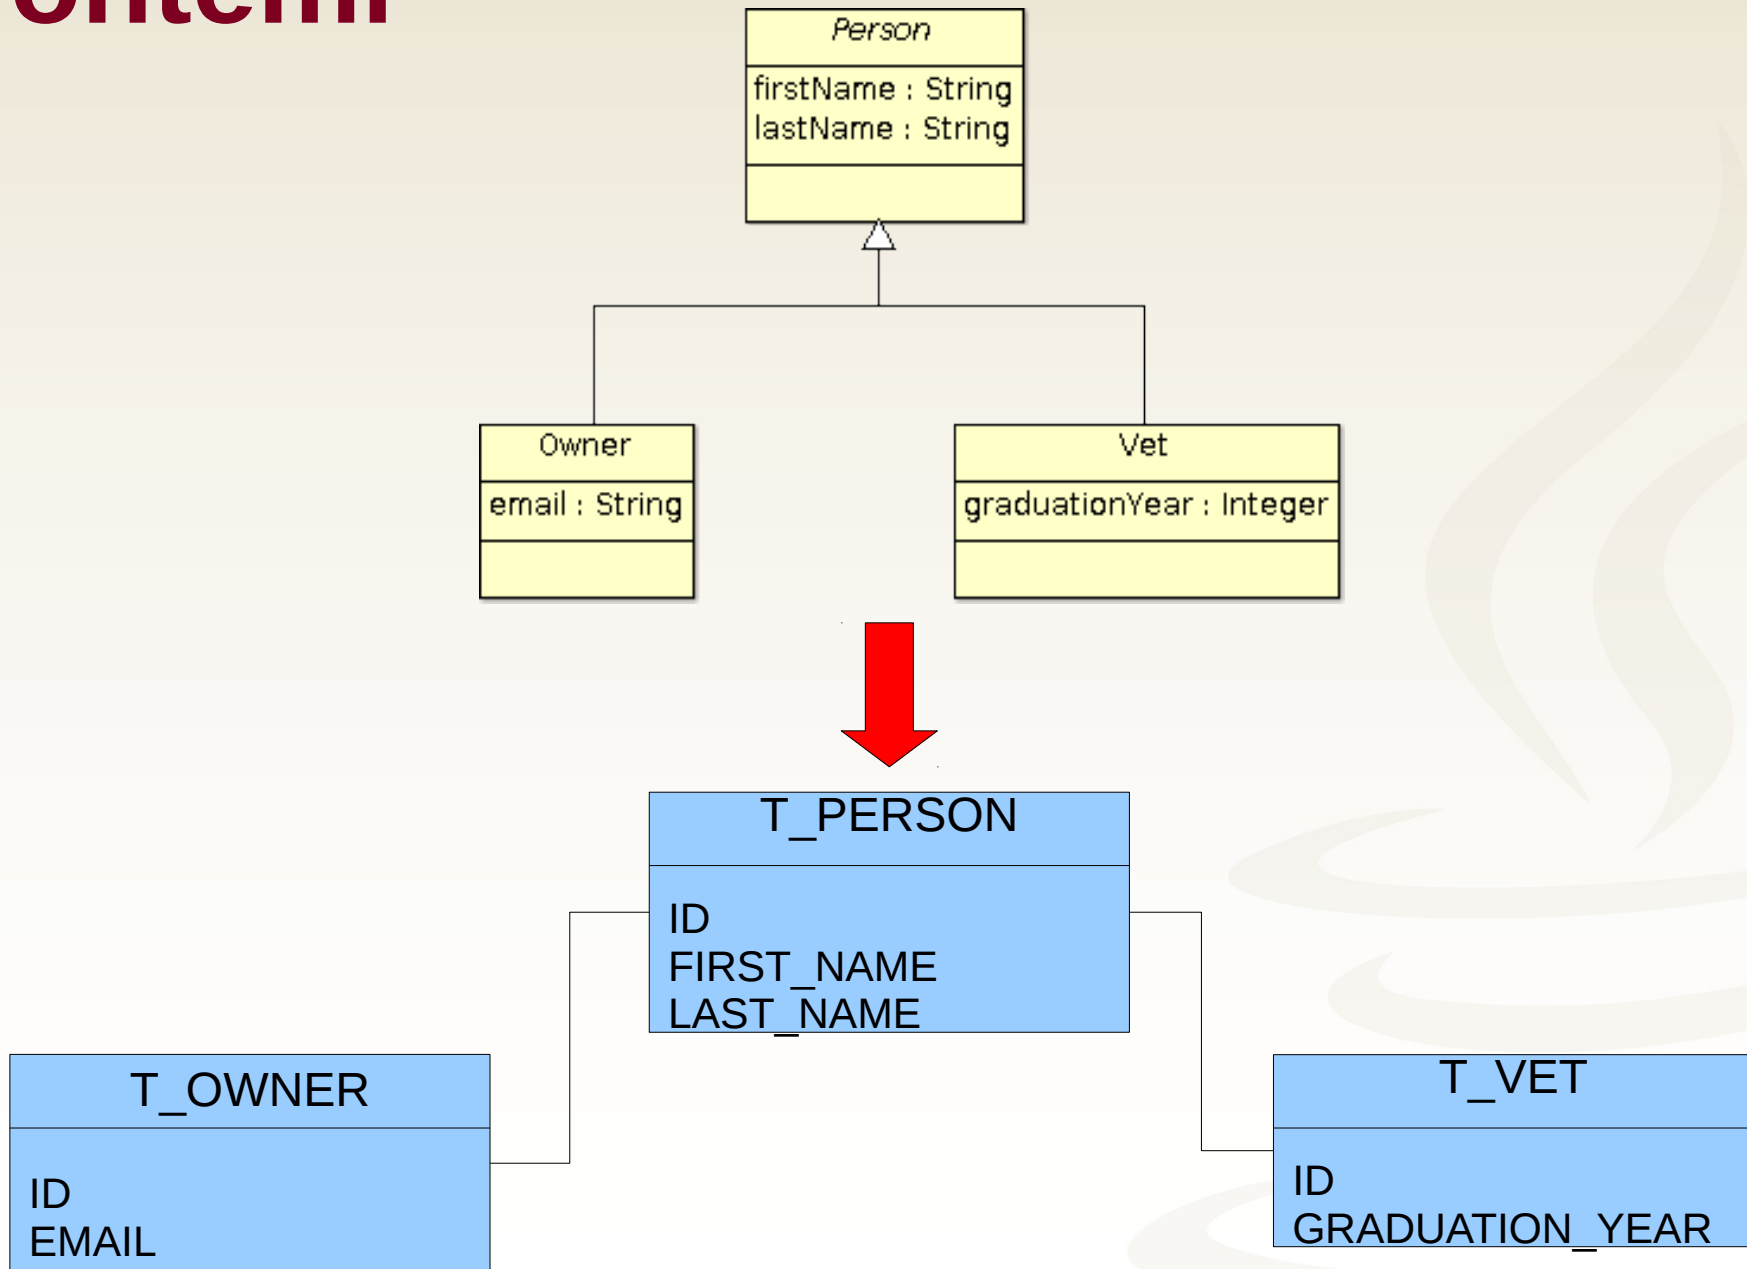 Person
firstName : String
lastName : String
Owner
email : String
Vet
graduationYear : Integer
T_PERSON
ID
FIRST_NAME
LAST_NAME
T_OWNER
ID
EMAIL
T_VET
ID
GRADUATION_YEAR